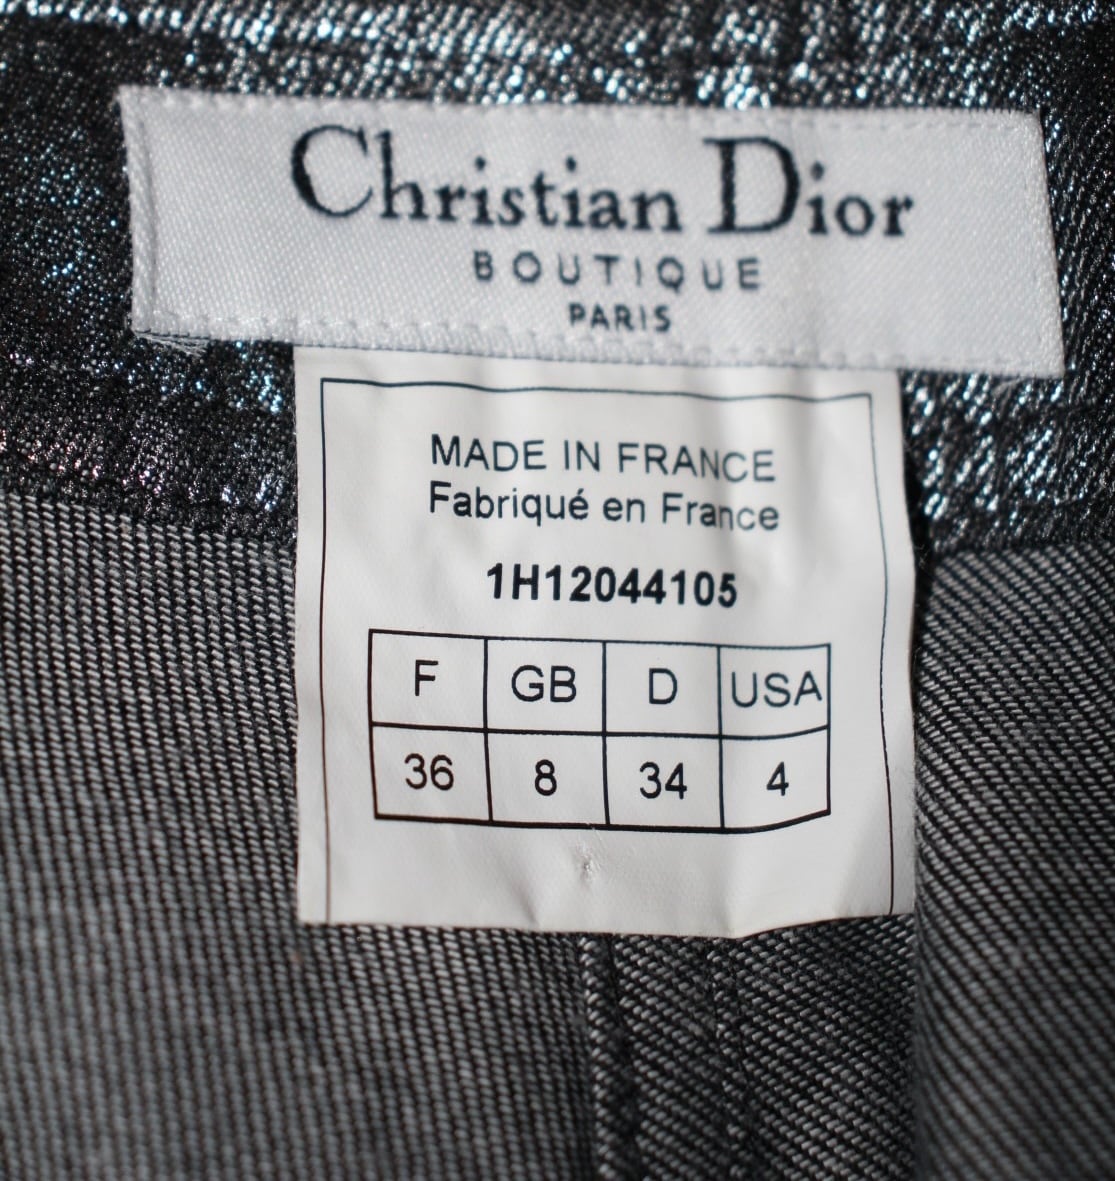 Christian Dior
BOUTIQUE
PARIS
MADE IN FRANCE
Fabriqué en France
1H12044105
F GB D USA
36 8 34 4